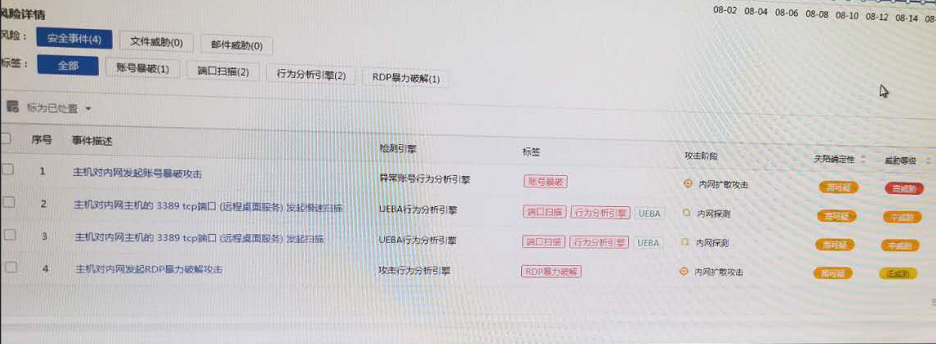 08-02 08-04 08-06 08-08 08-10 08-12 08-14 08-
风险详情
风险： 安全事件(4) 文件威胁(0) 邮件威胁(0)
标签： 全部 账号暴破(1) 端口扫描(2) 行为分析引擎(2) RDP暴力破解(1)
标为已处置
序号 事件描述 检测引擎 标签 攻击阶段 失陷确定性 威胁等级
1 主机对内网发起账号暴破攻击 异常账号行为分析引擎 账号暴破 内网扩散攻击 高可疑 高威胁
2 主机对内网主机的 3389 tcp端口 (远程桌面服务) 发起慢速扫描 UEBA行为分析引擎 端口扫描 行为分析引擎 UEBA 内网探测 高可疑 中威胁
3 主机对内网主机的 3389 tcp端口 (远程桌面服务) 发起扫描 UEBA行为分析引擎 端口扫描 行为分析引擎 UEBA 内网探测 高可疑 中威胁
4 主机对内网发起RDP暴力破解攻击 攻击行为分析引擎 RDP暴力破解 内网扩散攻击 高可疑 低威胁